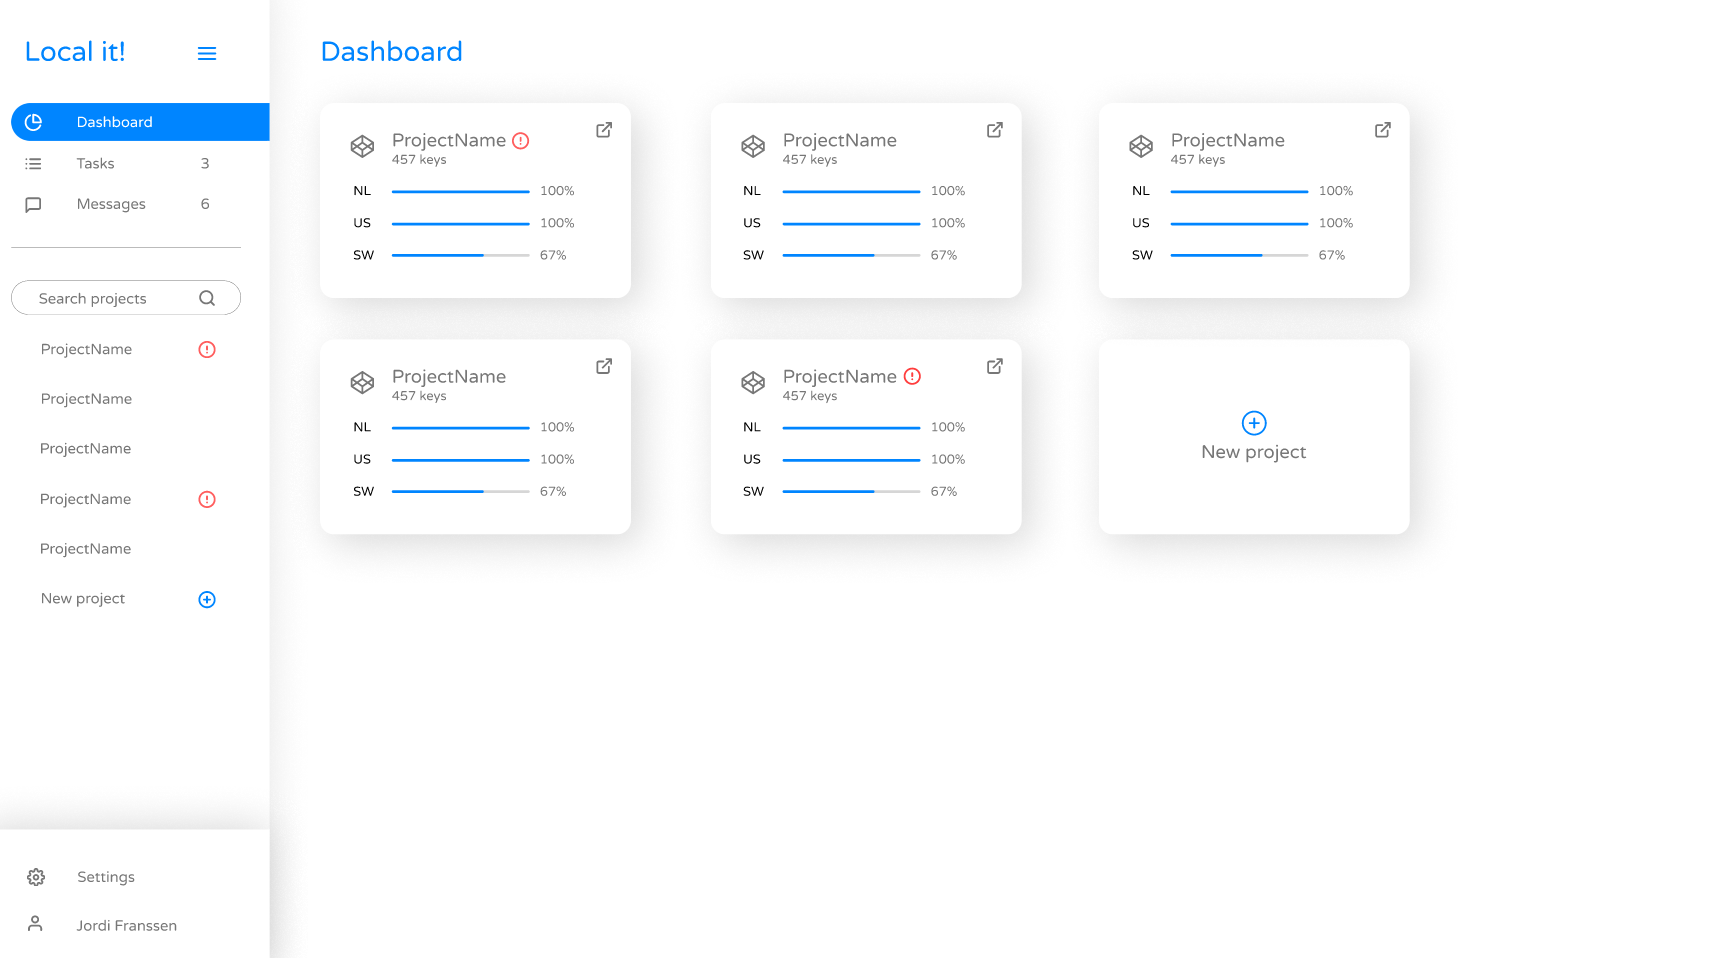 Local it!
Dashboard
Tasks 3
Messages 6
Search projects
ProjectName
ProjectName
ProjectName
ProjectName
ProjectName
New project
Settings
Jordi Franssen
Dashboard
ProjectName
457 keys
NL 100%
US 100%
SW 67%
ProjectName
457 keys
NL 100%
US 100%
SW 67%
ProjectName
457 keys
NL 100%
US 100%
SW 67%
ProjectName
457 keys
NL 100%
US 100%
SW 67%
ProjectName
457 keys
NL 100%
US 100%
SW 67%
New project